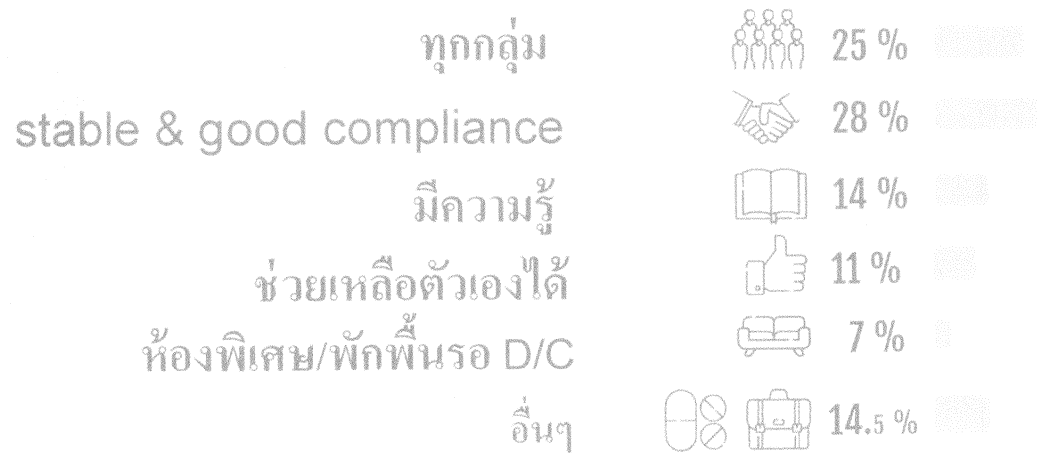 ทุกกลุ่ม 25 %
stable & good compliance 28 %
มีความรู้ 14 %
ช่วยเหลือตัวเองได้ 11 %
ห้องพิเศษ/พักฟื้นรอ D/C 7 %
อื่นๆ 14.5 %